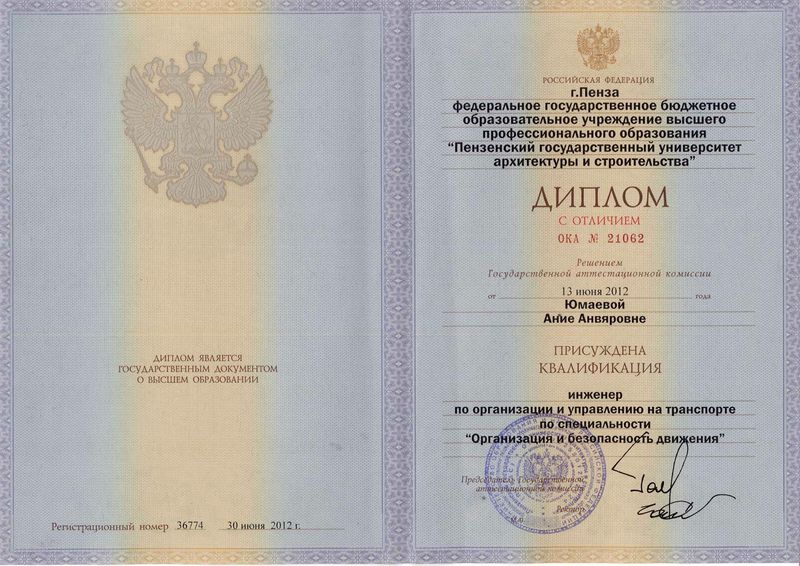 ДИПЛОМ ЯВЛЯЕТСЯ
ГОСУДАРСТВЕННЫМ ДОКУМЕНТОМ
О ВЫСШЕМ ОБРАЗОВАНИИ
Регистрационный номер 36774 30 июня 2012 г.
РОССИЙСКАЯ ФЕДЕРАЦИЯ
г.Пенза
федеральное государственное бюджетное
образовательное учреждение высшего
профессионального образования
“Пензенский государственный университет
архитектуры и строительства”
ДИПЛОМ
С ОТЛИЧИЕМ
ОКА № 21062
Решением
Государственной аттестационной комиссии
от 13 июня 2012 года
Юмаевой
Ание Анвяровне
ПРИСУЖДЕНА
КВАЛИФИКАЦИЯ
инженер
по организации и управлению на транспорте
по специальности
“Организация и безопасность движения”
Председатель Государственной
аттестационной комиссии
Ректор